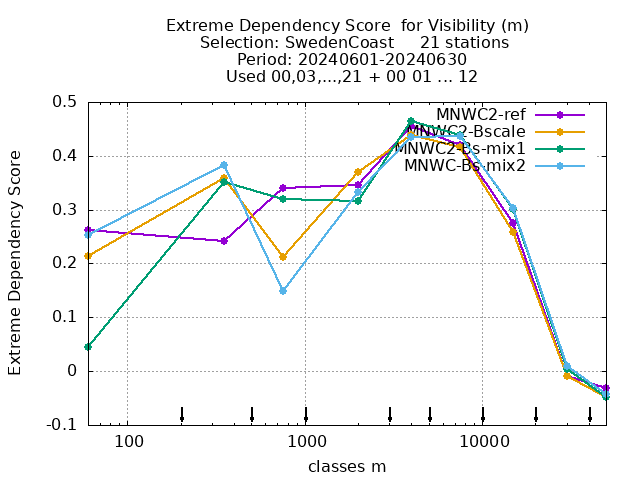 Extreme Dependency Score  for Visibility (m)
Selection: SwedenCoast     21 stations
Period: 20240601-20240630
Used 00,03,...,21 + 00 01 ... 12
MNWC2-ref
MNWC2-Bscale
MNWC2-Bs-mix1
MNWC-Bs-mix2
Extreme Dependency Score
0.5
0.4
0.3
0.2
0.1
0
-0.1
100
1000
10000
classes m